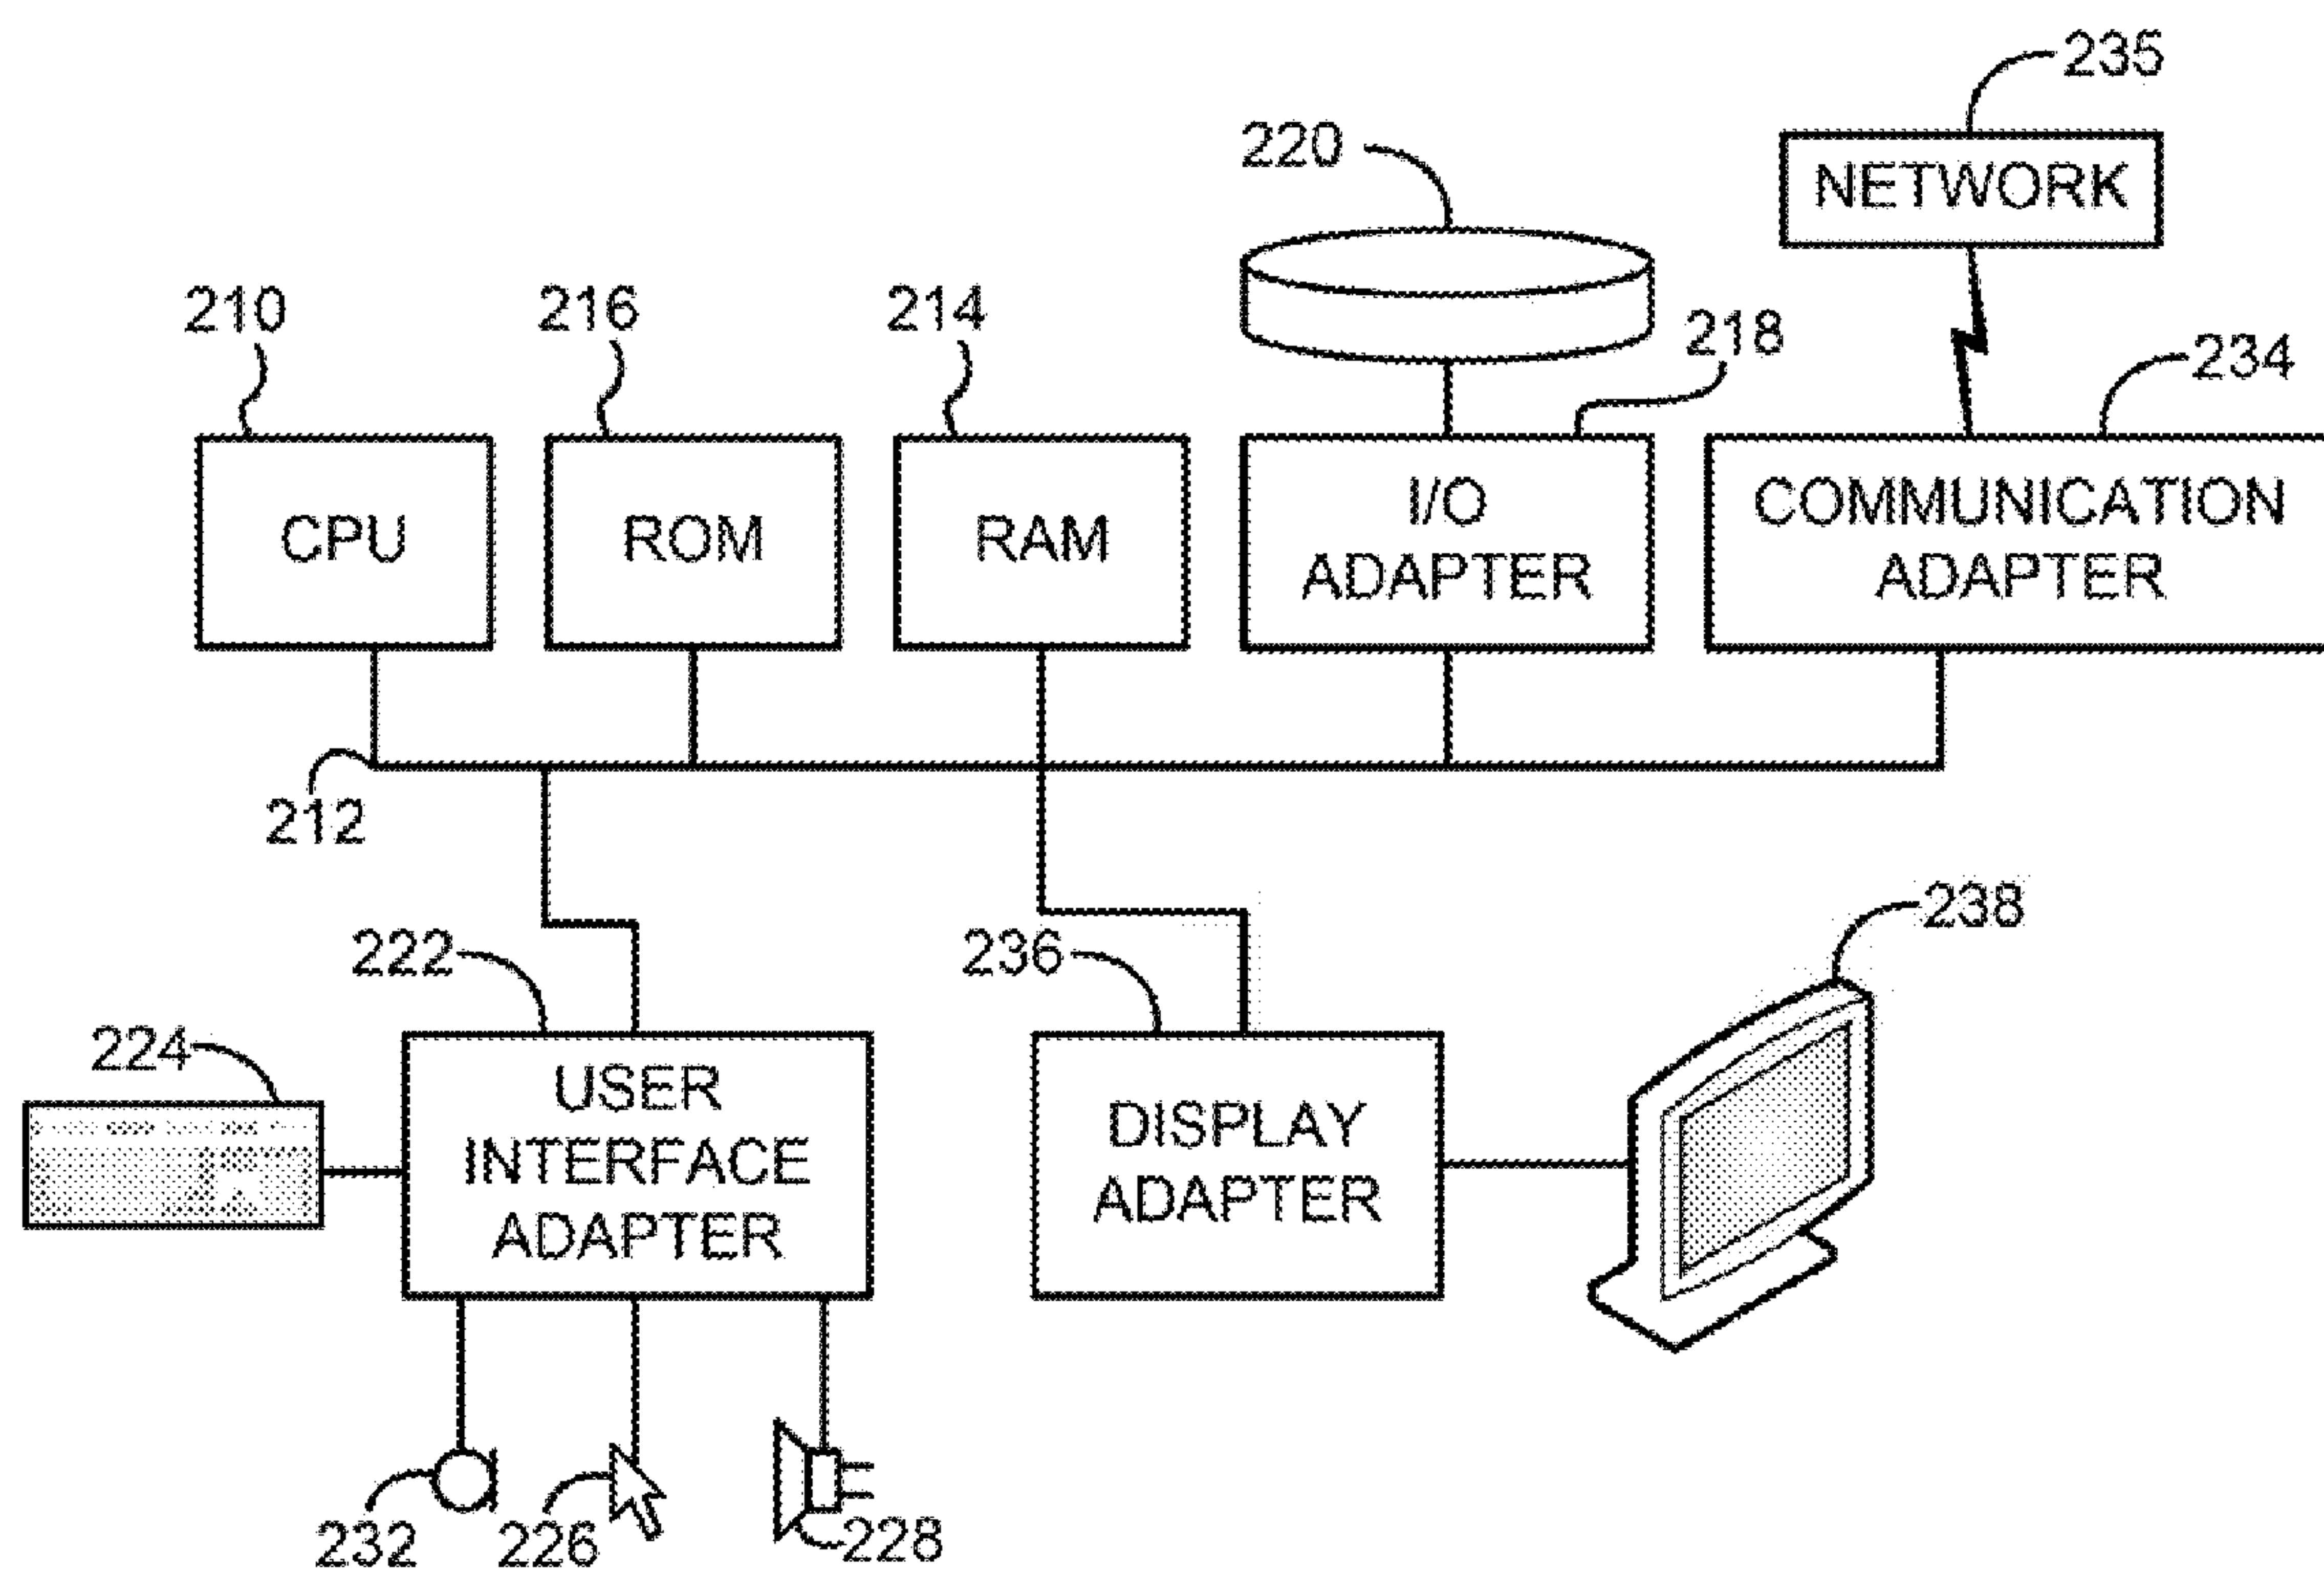 235
220
NETWORK
210
216
214
218
234
CPU
ROM
RAM
I/O
ADAPTER
COMMUNICATION
ADAPTER
212
222
236
238
224
USER
INTERFACE
ADAPTER
DISPLAY
ADAPTER
232
226
228